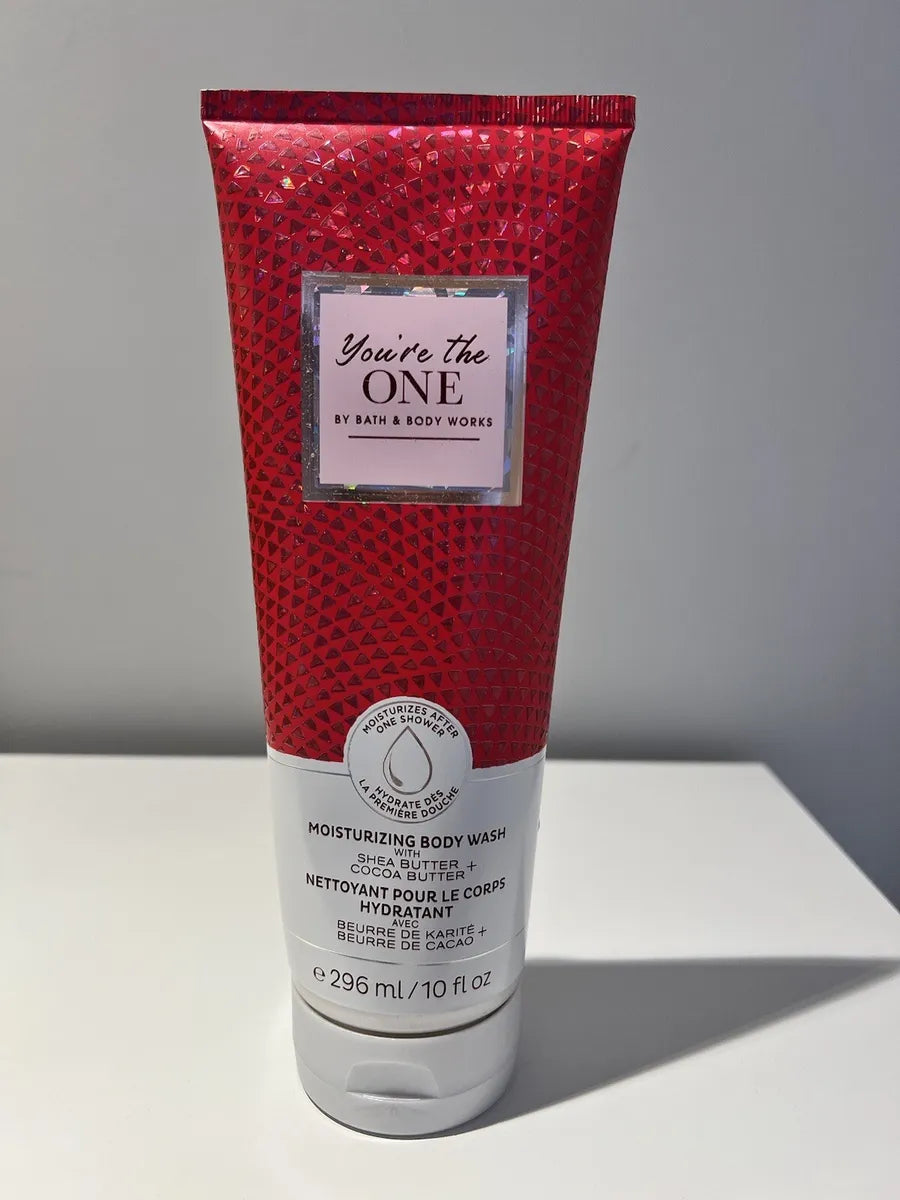 You're the
ONE
BY BATH & BODY WORKS
MOISTURIZES AFTER
ONE SHOWER
HYDRATE DÈS
LA PREMIÈRE DOUCHE
MOISTURIZING BODY WASH
WITH
SHEA BUTTER +
COCOA BUTTER
NETTOYANT POUR LE CORPS
HYDRATANT
AVEC
BEURRE DE KARITÉ +
BEURRE DE CACAO
℮ 296 ml / 10 fl oz